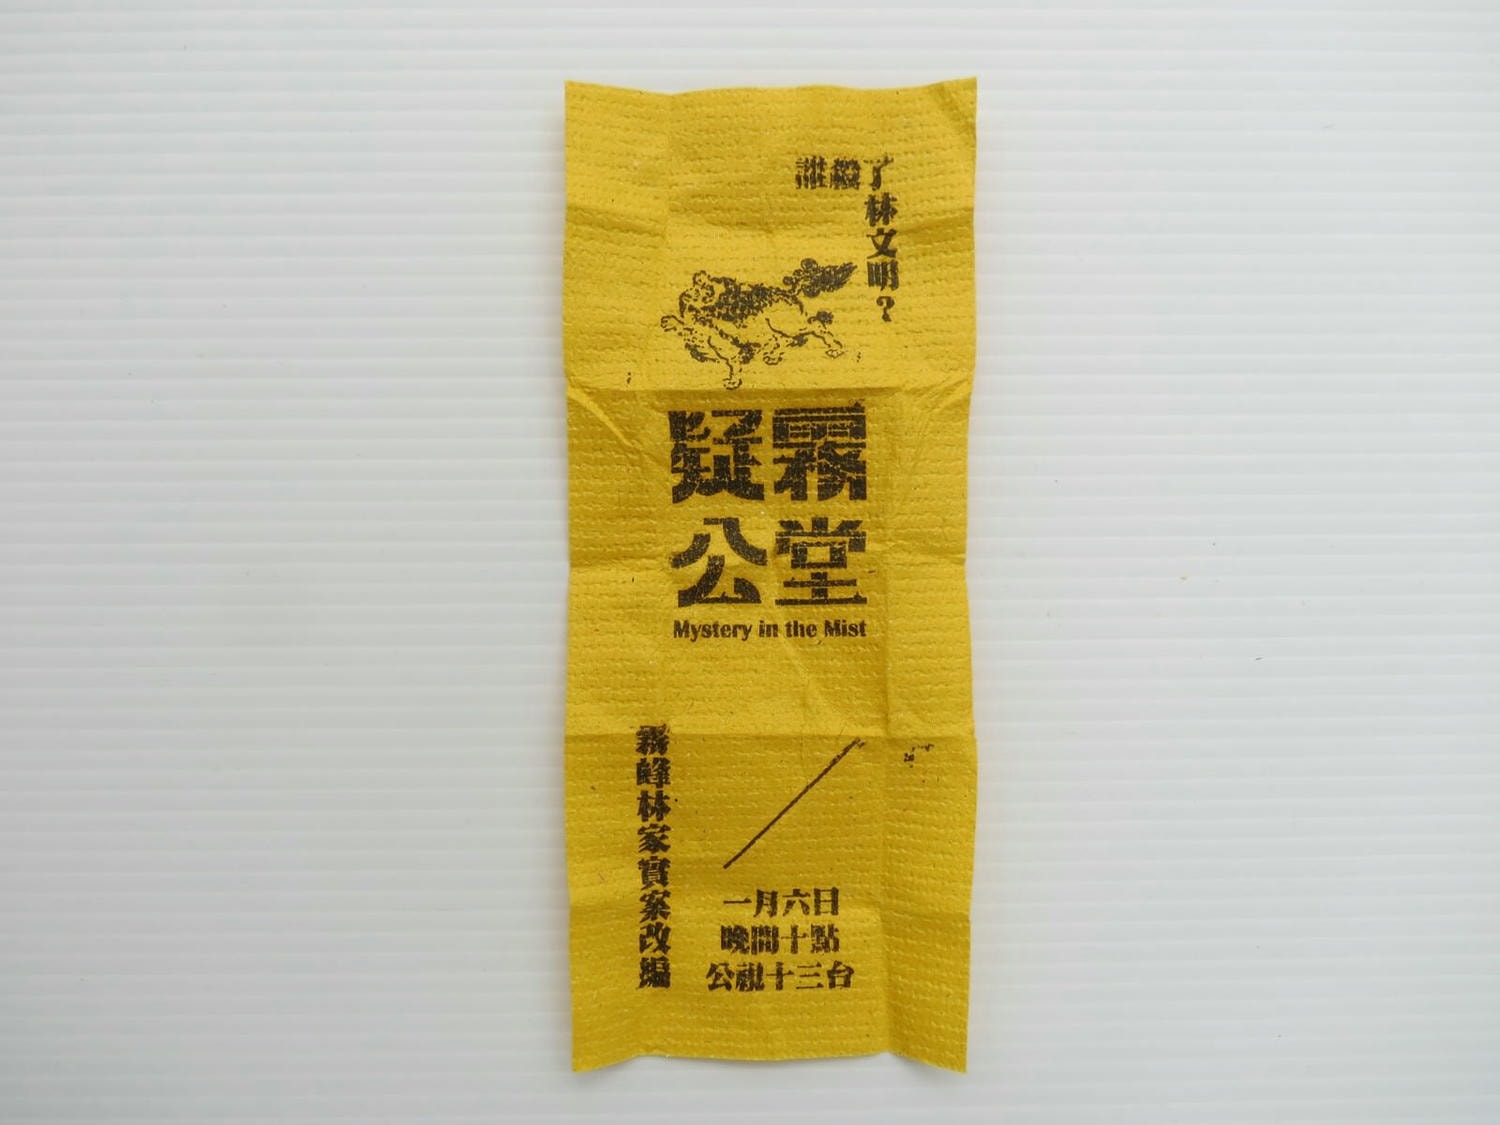 誰殺了林文明？
霧堂疑公
Mystery in the Mist
霧峰林家實案改編
一月六日
晚間十點
公視十三台